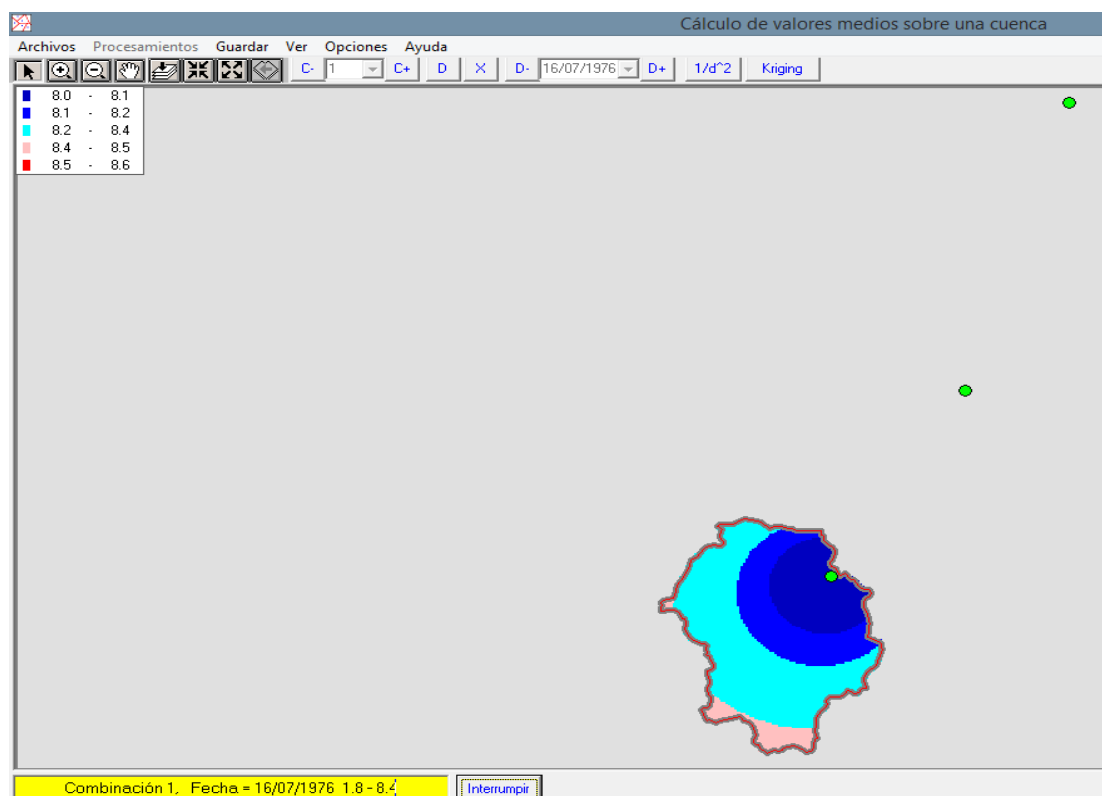 Cálculo de valores medios sobre una cuenca
Archivos Procesamientos Guardar Ver Opciones Ayuda
C- 1 C+ D X D- 16/07/1976 D+ 1/d^2 Kriging
8.0 - 8.1
8.1 - 8.2
8.2 - 8.4
8.4 - 8.5
8.5 - 8.6
Combinación 1, Fecha = 16/07/1976 1.8 - 8.4
Interrumpir